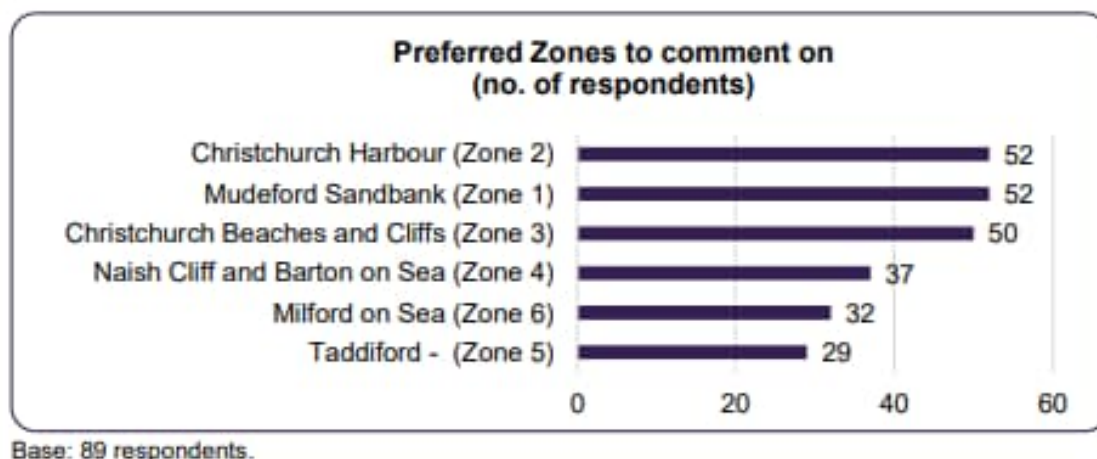 Preferred Zones to comment on
(no. of respondents)
Christchurch Harbour (Zone 2) 52
Mudeford Sandbank (Zone 1) 52
Christchurch Beaches and Cliffs (Zone 3) 50
Naish Cliff and Barton on Sea (Zone 4) 37
Milford on Sea (Zone 6) 32
Taddiford - (Zone 5) 29
0 20 40 60
Base: 89 respondents.